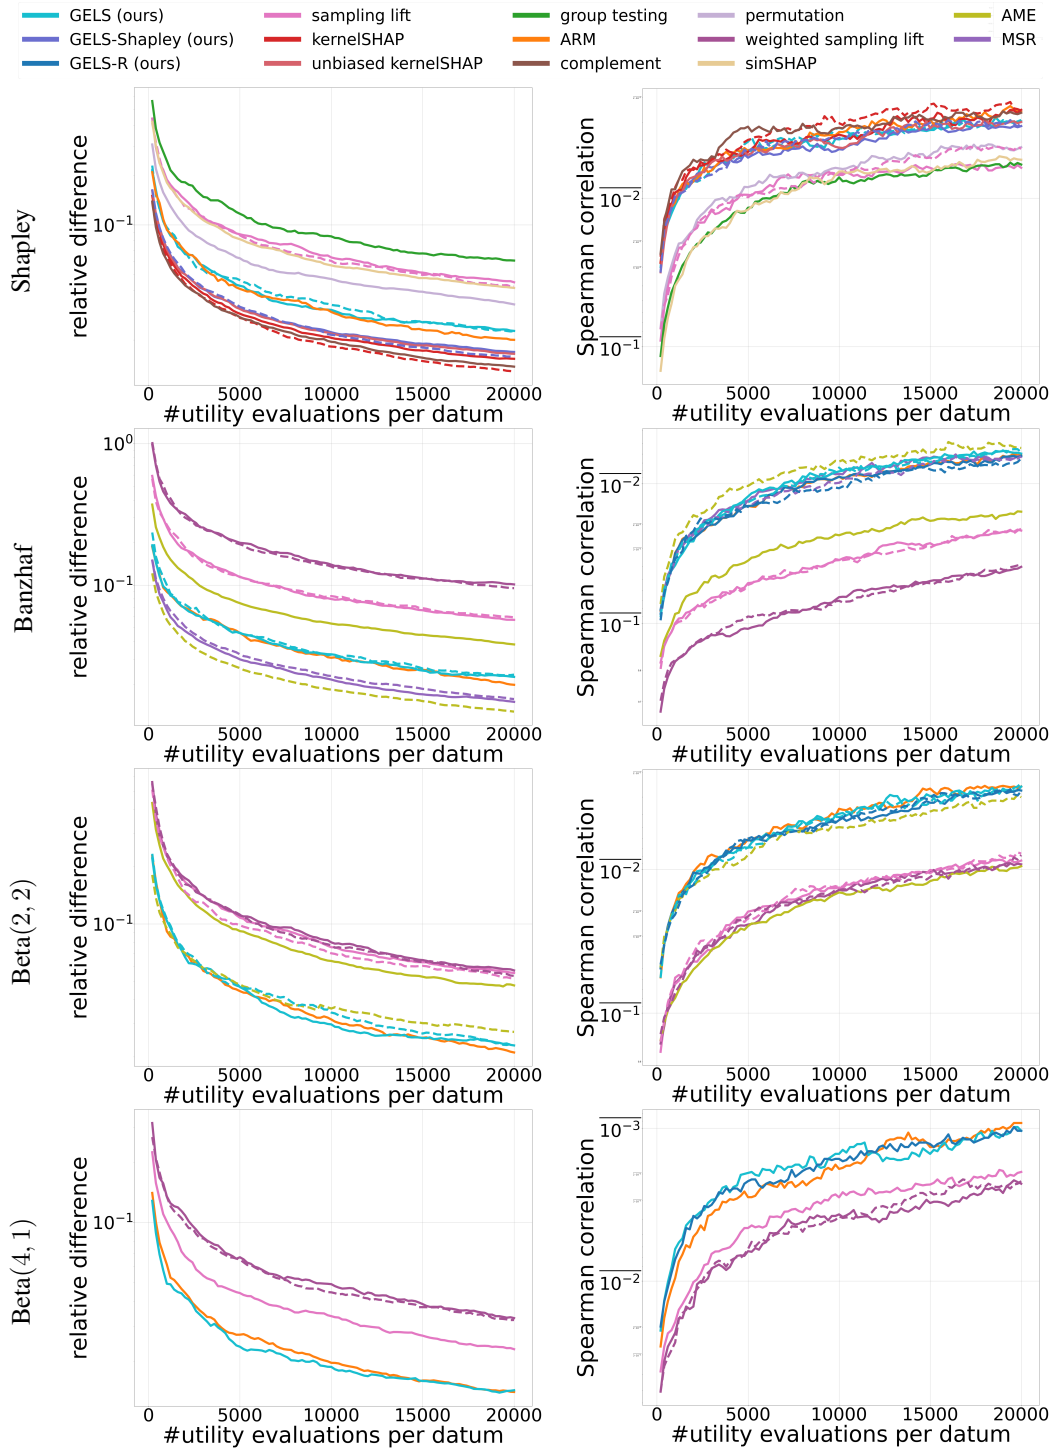 GELS (ours) sampling lift group testing permutation AME
GELS-Shapley (ours) kernelSHAP ARM weighted sampling lift MSR
GELS-R (ours) unbiased kernelSHAP complement simSHAP
Shapley
relative difference
10⁻¹
0 5000 10000 15000 20000
#utility evaluations per datum
Spearman correlation
10⁻²
10⁻¹
0 5000 10000 15000 20000
#utility evaluations per datum
Banzhaf
relative difference
10⁰
10⁻¹
0 5000 10000 15000 20000
#utility evaluations per datum
Spearman correlation
10⁻²
10⁻¹
0 5000 10000 15000 20000
#utility evaluations per datum
Beta(2, 2)
relative difference
10⁻¹
0 5000 10000 15000 20000
#utility evaluations per datum
Spearman correlation
10⁻²
10⁻¹
0 5000 10000 15000 20000
#utility evaluations per datum
Beta(4, 1)
relative difference
10⁻¹
0 5000 10000 15000 20000
#utility evaluations per datum
Spearman correlation
10⁻³
10⁻²
0 5000 10000 15000 20000
#utility evaluations per datum